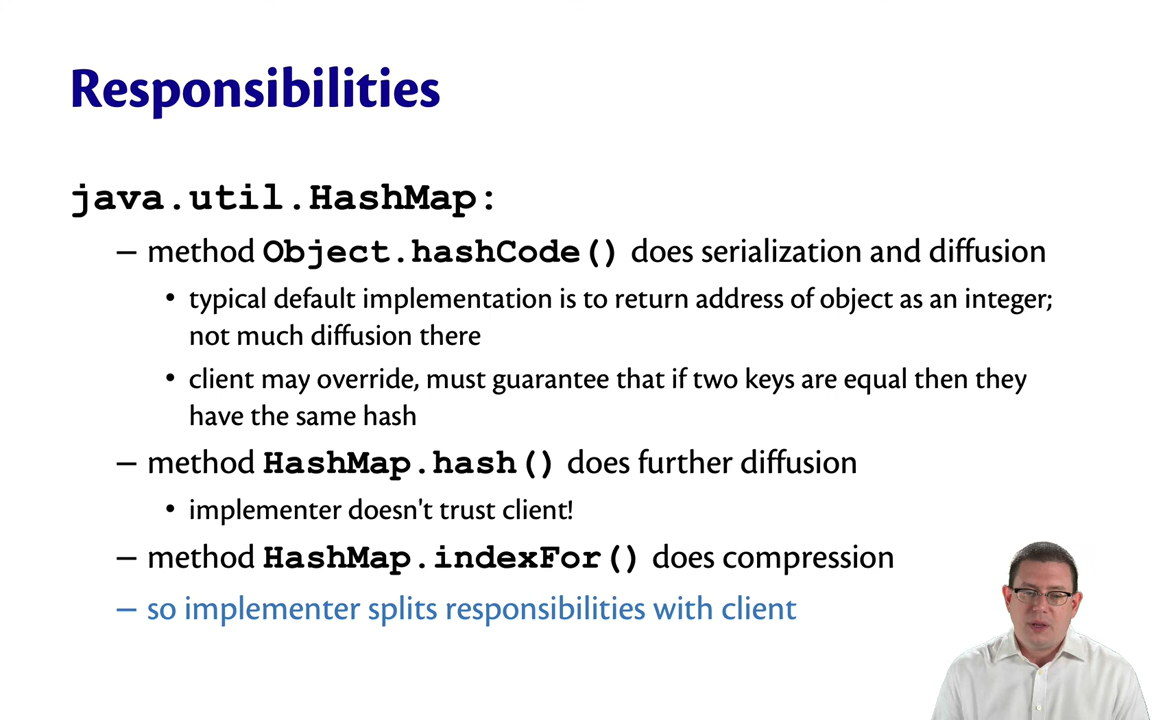 Responsibilities
java.util.HashMap:
– method Object.hashCode() does serialization and diffusion
• typical default implementation is to return address of object as an integer;
not much diffusion there
• client may override, must guarantee that if two keys are equal then they
have the same hash
– method HashMap.hash() does further diffusion
• implementer doesn't trust client!
– method HashMap.indexFor() does compression
– so implementer splits responsibilities with client